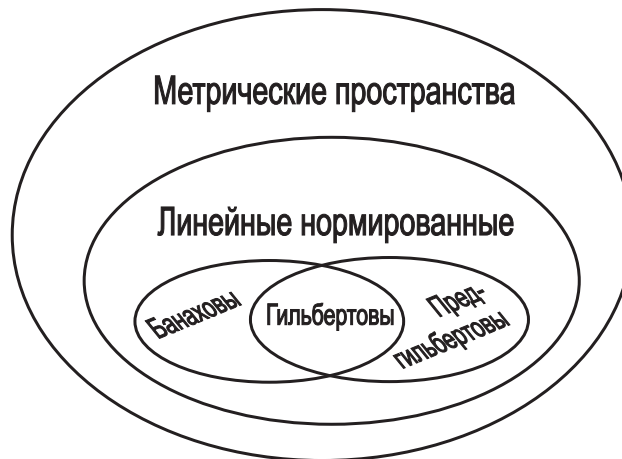 Метрические пространства
Линейные нормированные
Банаховы
Гильбертовы
Пред-
гильбертовы